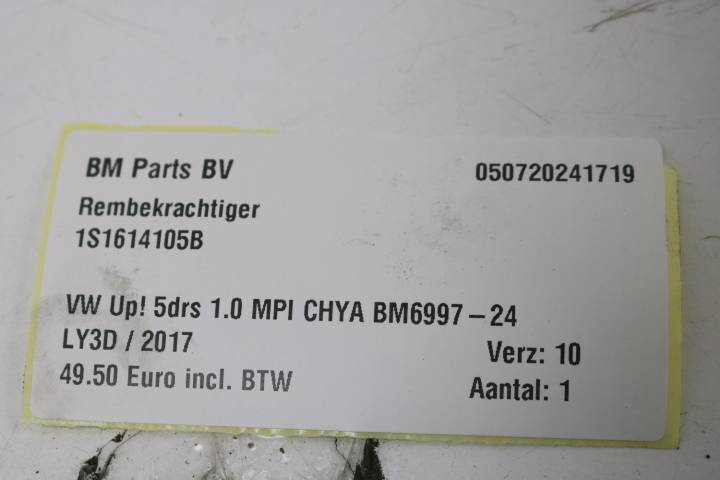 BM Parts BV 050720241719
Rembekrachtiger
1S1614105B
VW Up! 5drs 1.0 MPI CHYA BM6997-24
LY3D / 2017 Verz: 10
49.50 Euro incl. BTW Aantal: 1